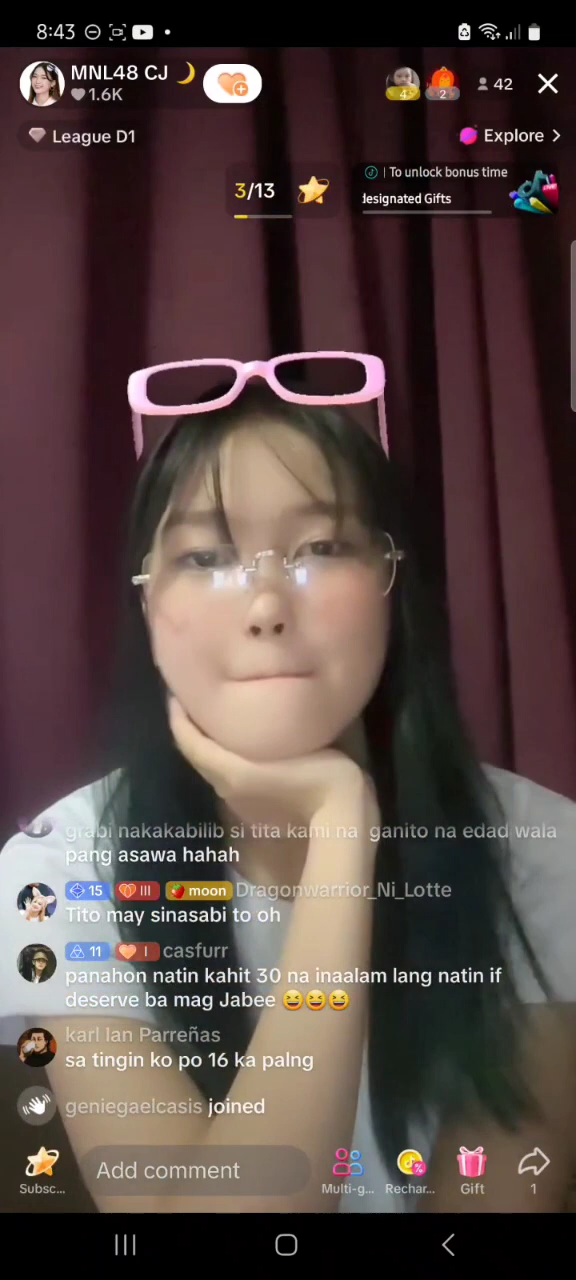 8:43
MNL48 CJ 🌙
1.6K
4
2
42
League D1
Explore >
3/13
| To unlock bonus time
designated Gifts
grabi nakakabilib si tita kami na ganito na edad wala
pang asawa hahah
15 III moon Dragonwarrior_Ni_Lotte
Tito may sinasabi to oh
11 I casfurr
panahon natin kahit 30 na inaalam lang natin if
deserve ba mag Jabee 😆😆😆
karl Ian Parreñas
sa tingin ko po 16 ka palng
geniegaelcasis joined
Add comment
Subsc... Multi-g... Rechar... Gift 1